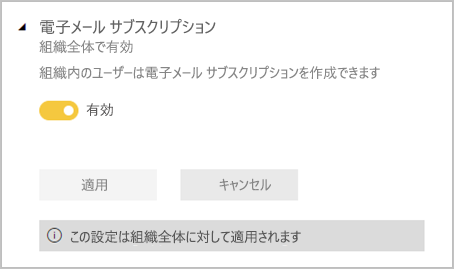 電子メール サブスクリプション
組織全体で有効
組織内のユーザーは電子メール サブスクリプションを作成できます
有効
適用
キャンセル
この設定は組織全体に対して適用されます